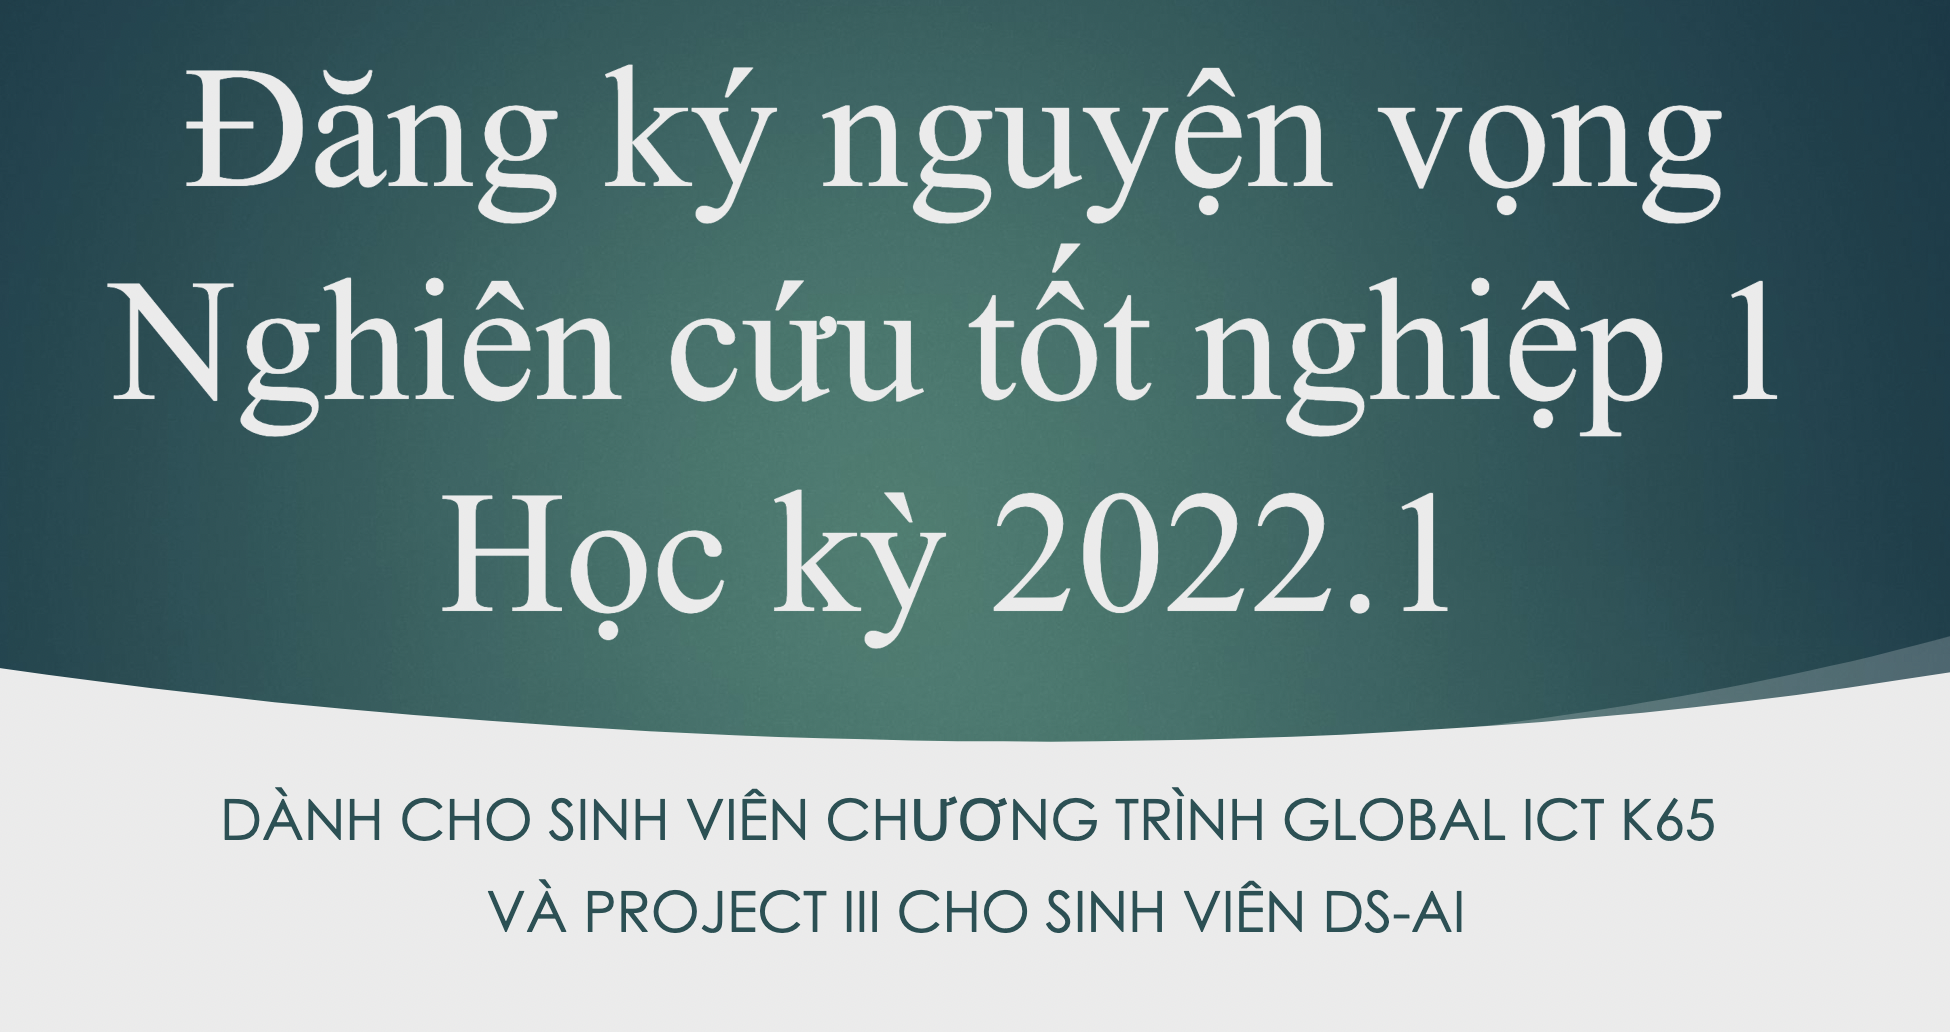 Đăng ký nguyện vọng
Nghiên cứu tốt nghiệp 1
Học kỳ 2022.1
DÀNH CHO SINH VIÊN CHƯƠNG TRÌNH GLOBAL ICT K65
VÀ PROJECT III CHO SINH VIÊN DS-AI